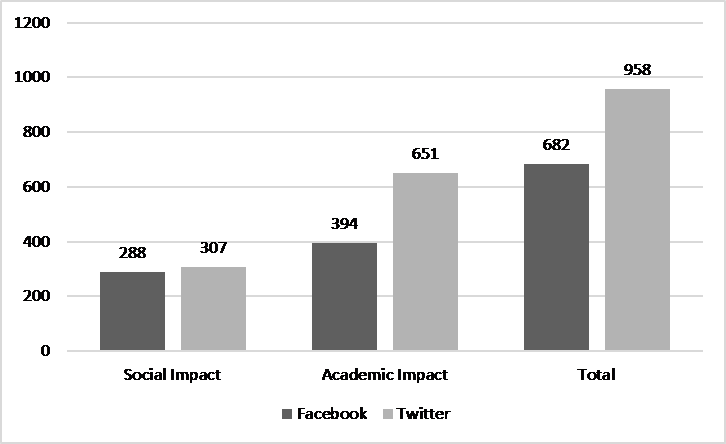 1200
1000
958
800
682
651
600
394
400
288
307
200
0
Social Impact
Academic Impact
Total
Facebook
Twitter